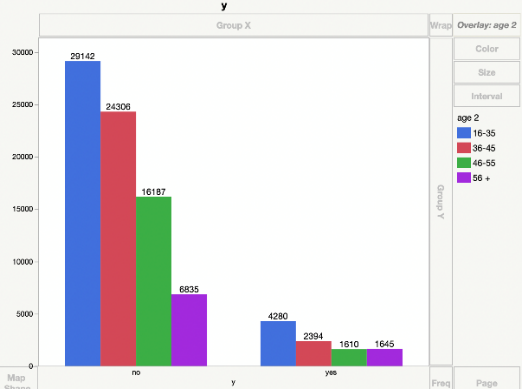 y
Group X
Wrap
Overlay: age 2
Color
Size
Interval
age 2
16-35
36-45
46-55
56 +
Group Y
30000
25000
20000
15000
10000
5000
0
29142
24306
16187
6835
4280
2394
1610
1645
no
yes
y
Map
Shape
Freq
Page